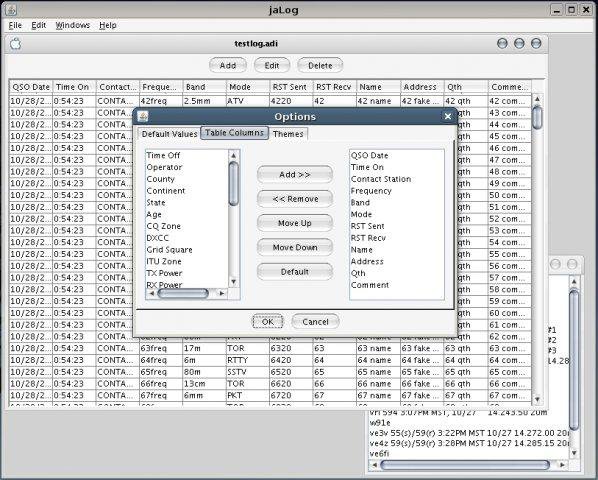 jaLog
File Edit Windows Help
testlog.adi
Add Edit Delete
QSO Date Time On Contact... Freque... Band Mode RST Sent RST Recv Name Address Qth Comme...
10/28/2... 0:54:23 CONTA... 42freq 2.5mm ATV 4220 42 42 name 42 fake ... 42 qth 42 com...
10/28/2... 0:54:23 CONTA... qth 43 com...
10/28/2... 0:54:23 CONTA... qth 44 com...
10/28/2... 0:54:23 CONTA... qth 45 com...
10/28/2... 0:54:23 CONTA... qth 46 com...
10/28/2... 0:54:23 CONTA... qth 47 com...
10/28/2... 0:54:23 CONTA... qth 48 com...
10/28/2... 0:54:23 CONTA... qth 49 com...
10/28/2... 0:54:23 CONTA... qth 50 com...
10/28/2... 0:54:23 CONTA... qth 51 com...
10/28/2... 0:54:23 CONTA... qth 52 com...
10/28/2... 0:54:23 CONTA... qth 53 com...
10/28/2... 0:54:23 CONTA... qth 54 com...
10/28/2... 0:54:23 CONTA... qth 55 com...
10/28/2... 0:54:23 CONTA... qth 56 com...
10/28/2... 0:54:23 CONTA... qth 57 com...
10/28/2... 0:54:23 CONTA... qth 58 com...
10/28/2... 0:54:23 CONTA... qth 59 com...
10/28/2... 0:54:23 CONTA... qth 60 com...
10/28/2... 0:54:23 CONTA... qth 61 com...
10/28/2... 0:54:23 CONTA... qth 62 com...
10/28/2... 0:54:23 CONTA... 63freq 17m TOR 6320 63 63 name 63 fake ... 63 qth 63 com...
10/28/2... 0:54:23 CONTA... 64freq 6m RTTY 6420 64 64 name 64 fake ... 64 qth 64 com...
10/28/2... 0:54:23 CONTA... 65freq 80m SSTV 6520 65 65 name 65 fake ... 65 qth 65 com...
10/28/2... 0:54:23 CONTA... 66freq 13cm TOR 6620 66 66 name 66 fake ... 66 qth 66 com...
10/28/2... 0:54:23 CONTA... 67freq 6mm PKT 6720 67 67 name 67 fake ... 67 qth 67 com...
Options
Default Values Table Columns Themes
Time Off
Operator
County
Continent
State
Age
CQ Zone
DXCC
Grid Square
ITU Zone
TX Power
RX Power
Add >>
<< Remove
Move Up
Move Down
Default
QSO Date
Time On
Contact Station
Frequency
Band
Mode
RST Sent
RST Recv
Name
Address
Qth
Comment
OK Cancel
#1
#2
#3
14.28
594 3:07PM MST, 10/27 14.243.50 20m
w91e
ve3v 55(s)/59(r) 3:22PM MST 10/27 14.272.00 20
ve4z 59(s)/59(r) 3:28PM MST 10/27 14.285.15 20
ve6fi